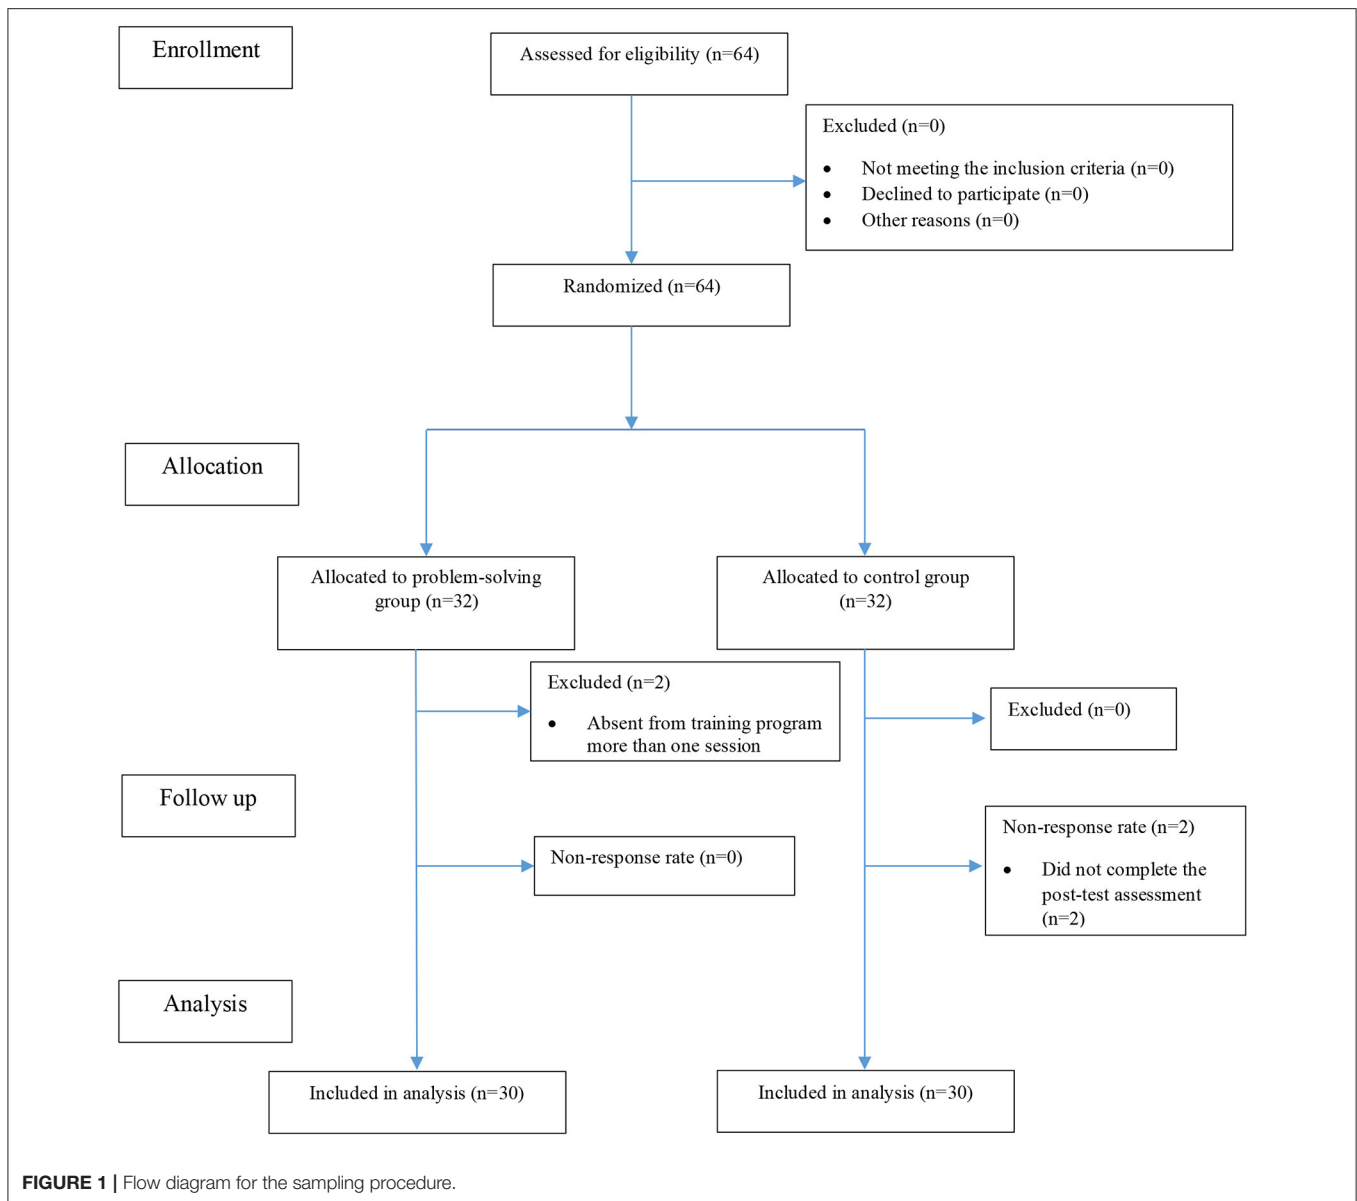 Enrollment
Assessed for eligibility (n=64)
Excluded (n=0)
• Not meeting the inclusion criteria (n=0)
• Declined to participate (n=0)
• Other reasons (n=0)
Randomized (n=64)
Allocation
Allocated to problem-solving
group (n=32)
Allocated to control group
(n=32)
Excluded (n=2)
• Absent from training program
more than one session
Excluded (n=0)
Follow up
Non-response rate (n=0)
Non-response rate (n=2)
• Did not complete the
post-test assessment
(n=2)
Analysis
Included in analysis (n=30)
Included in analysis (n=30)
FIGURE 1 | Flow diagram for the sampling procedure.